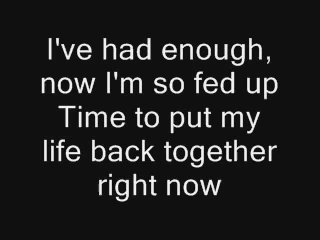 I've had enough,
now I'm so fed up
Time to put my
life back together
right now